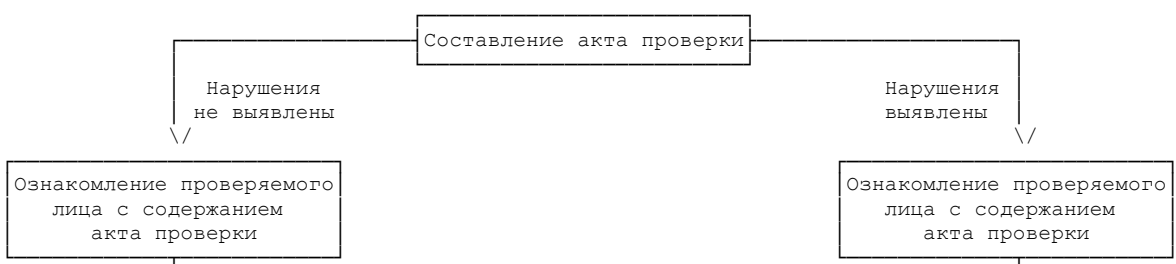 Составление акта проверки
Нарушения
не выявлены
Нарушения
выявлены
Ознакомление проверяемого
лица с содержанием
акта проверки
Ознакомление проверяемого
лица с содержанием
акта проверки